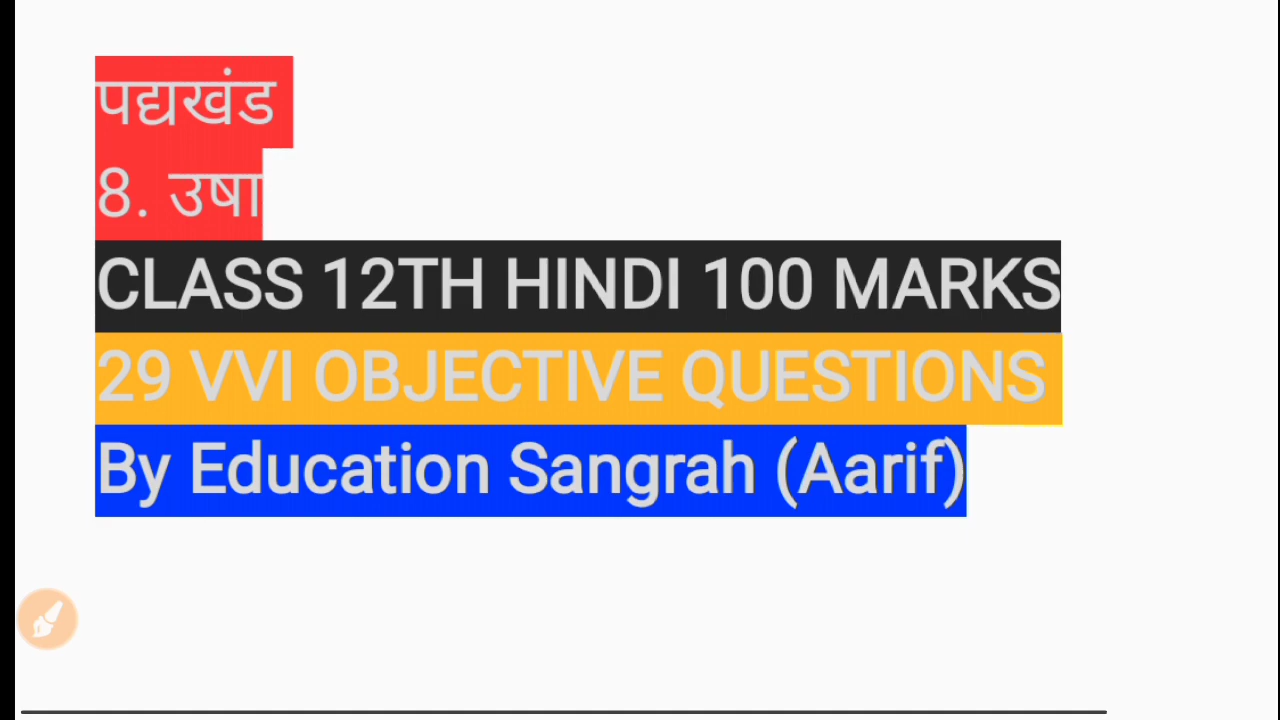 पद्यखंड
8. उषा
CLASS 12TH HINDI 100 MARKS
29 VVI OBJECTIVE QUESTIONS
By Education Sangrah (Aarif)